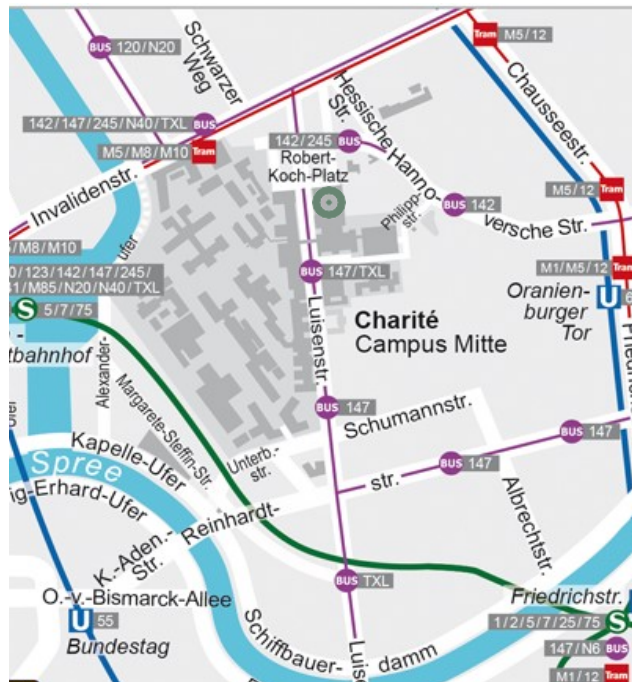 Tram M5/12
BUS 120/N20
Schwarzer
Weg
Hessische
Str.
Chausseestr.
142/147/245/N40/TXL BUS
142/245 BUS
M5/M8/M10 Tram
Robert-
Koch-Platz
Hanno-
versche Str.
Invalidenstr.
M5/12 Tram
Philipp-
str.
BUS 142
ufer
/M8/M10
0/123/142/147/245/
/M85/N20/N40/TXL
BUS 147/TXL
M1/M5/12 Tram
Oranien-
burger
Tor
U 6
S 5/7/75
Luisenstr.
Charité
Campus Mitte
tbahnhof
Alexander-
Margarete-Steffin-Str.
BUS 147
Schumannstr.
BUS 147
Kapelle-Ufer
Unterb.-
str.
Spree
BUS 147
ig-Erhard-Ufer
Reinhardt-
str.
Albrechtstr.
K.-Aden.-
Str.
BUS TXL
O.-v.-Bismarck-Allee
Friedrichstr.
U 55
1/2/5/7/25/75 S
Bundestag
147/N6 BUS
Schiffbauer-
damm
Luise
M1/12 Tram